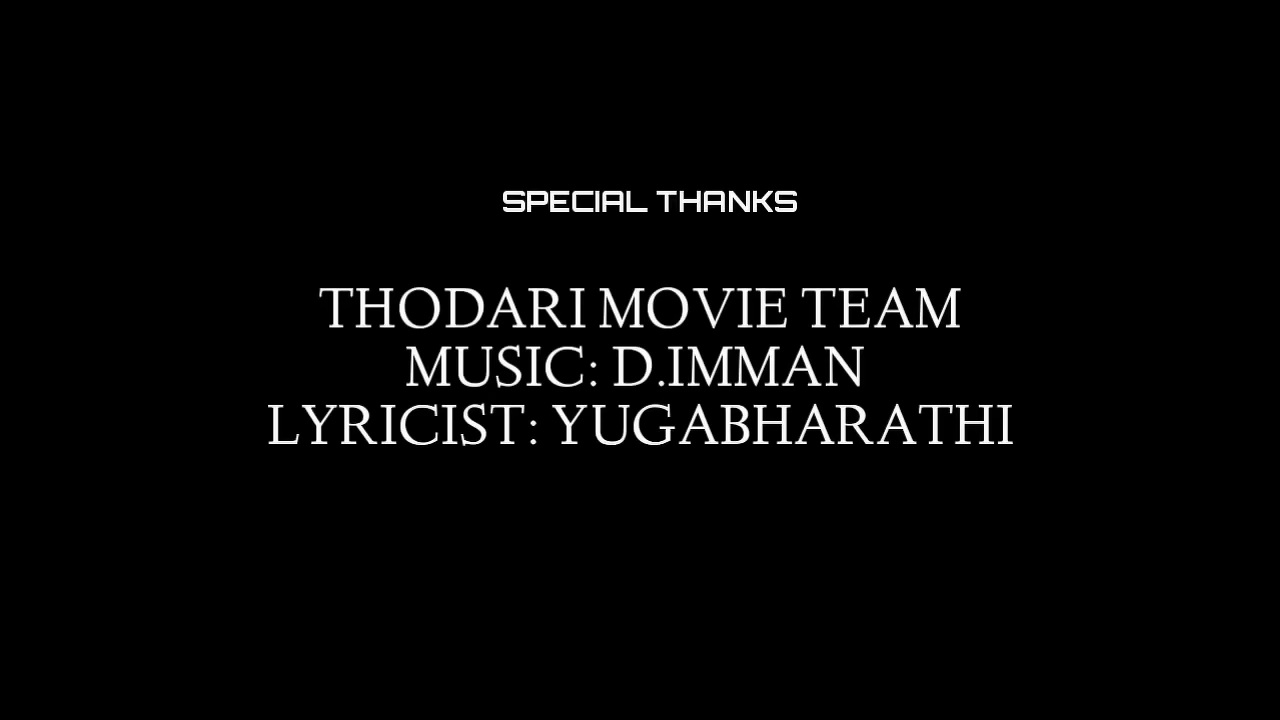 SPECIAL THANKS
THODARI MOVIE TEAM
MUSIC: D.IMMAN
LYRICIST: YUGABHARATHI